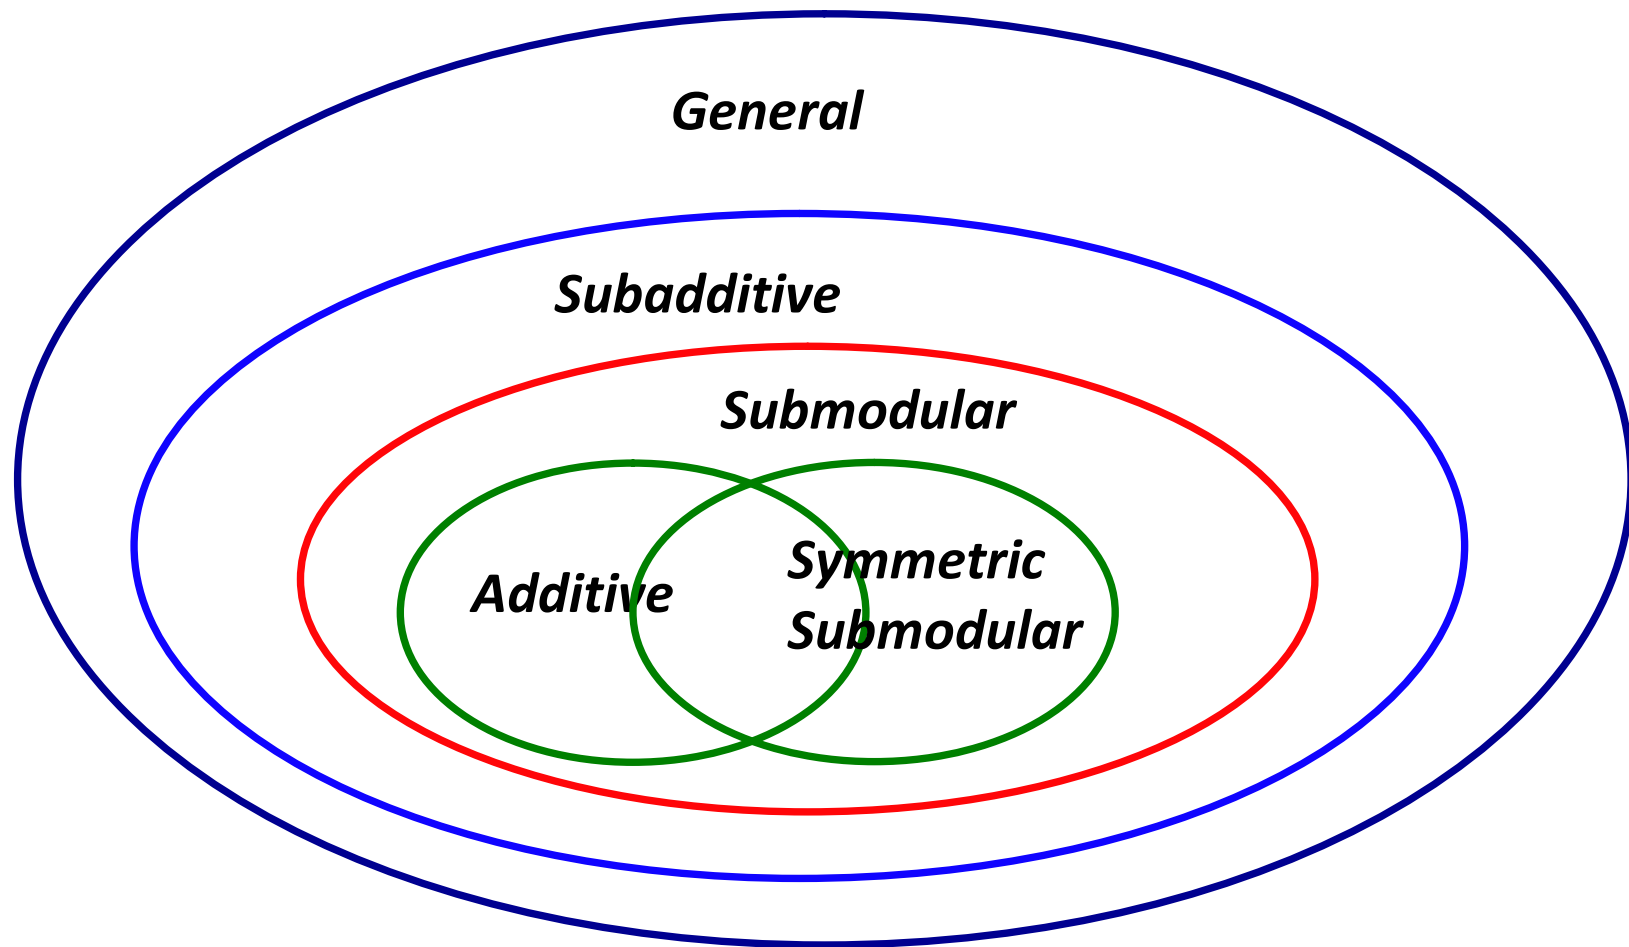 General
Subadditive
Submodular
Additive
Symmetric
Submodular